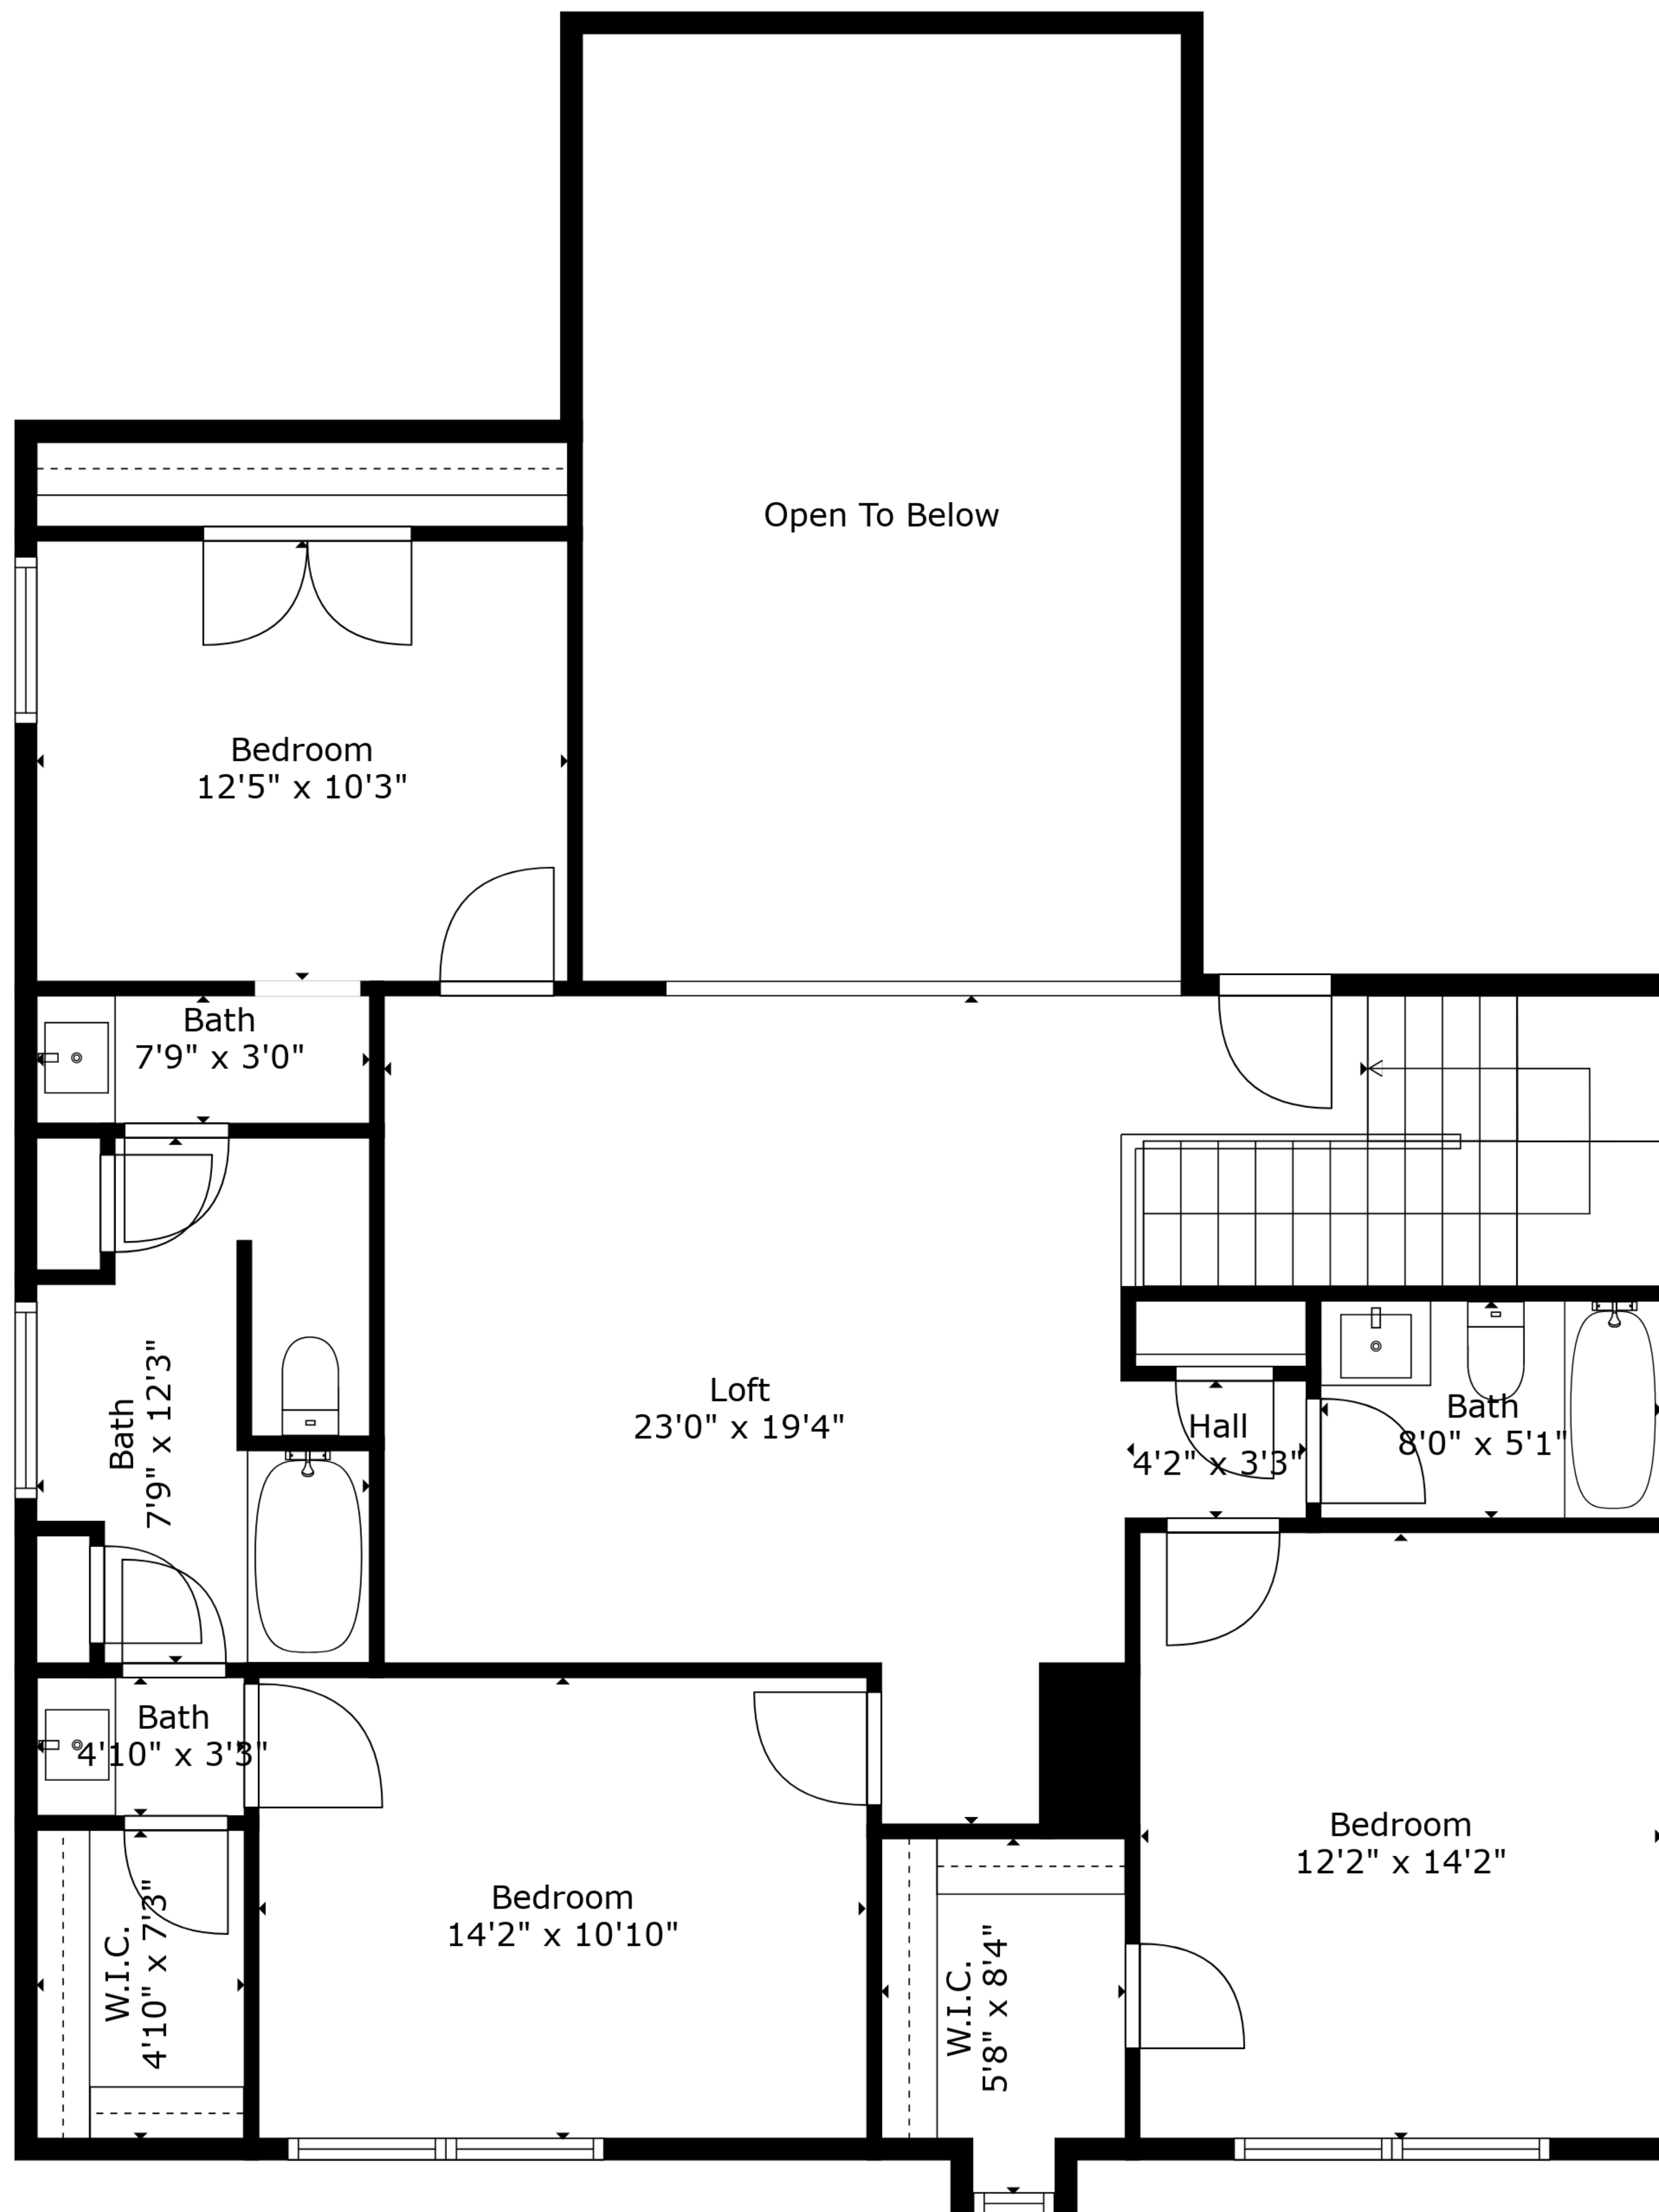 Open To Below
Bedroom
12'5" x 10'3"
Bath
7'9" x 3'0"
Bath
7'9" x 12'3"
Loft
23'0" x 19'4"
Hall
4'2" x 3'3"
Bath
8'0" x 5'1"
Bath
4'10" x 3'3"
Bedroom
12'2" x 14'2"
Bedroom
14'2" x 10'10"
W.I.C.
4'10" x 7'3"
W.I.C.
5'8" x 8'4"